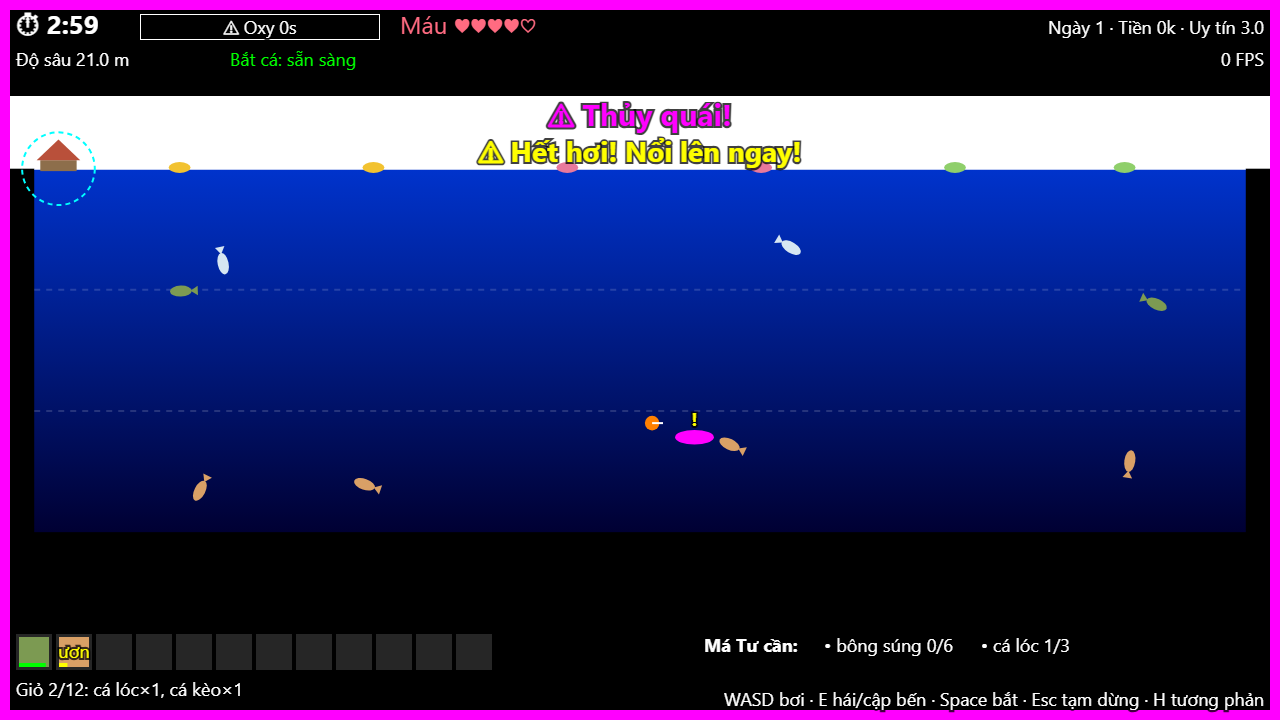 ⏱ 2:59
⚠ Oxy 0s
Máu ♥♥♥♥♡
Ngày 1 · Tiền 0k · Uy tín 3.0
Độ sâu 21.0 m
Bắt cá: sẵn sàng
0 FPS
⚠ Thủy quái!
⚠ Hết hơi! Nổi lên ngay!
!
ươn
Má Tư cần: • bông súng 0/6 • cá lóc 1/3
Giỏ 2/12: cá lóc×1, cá kèo×1
WASD bơi · E hái/cập bến · Space bắt · Esc tạm dừng · H tương phản